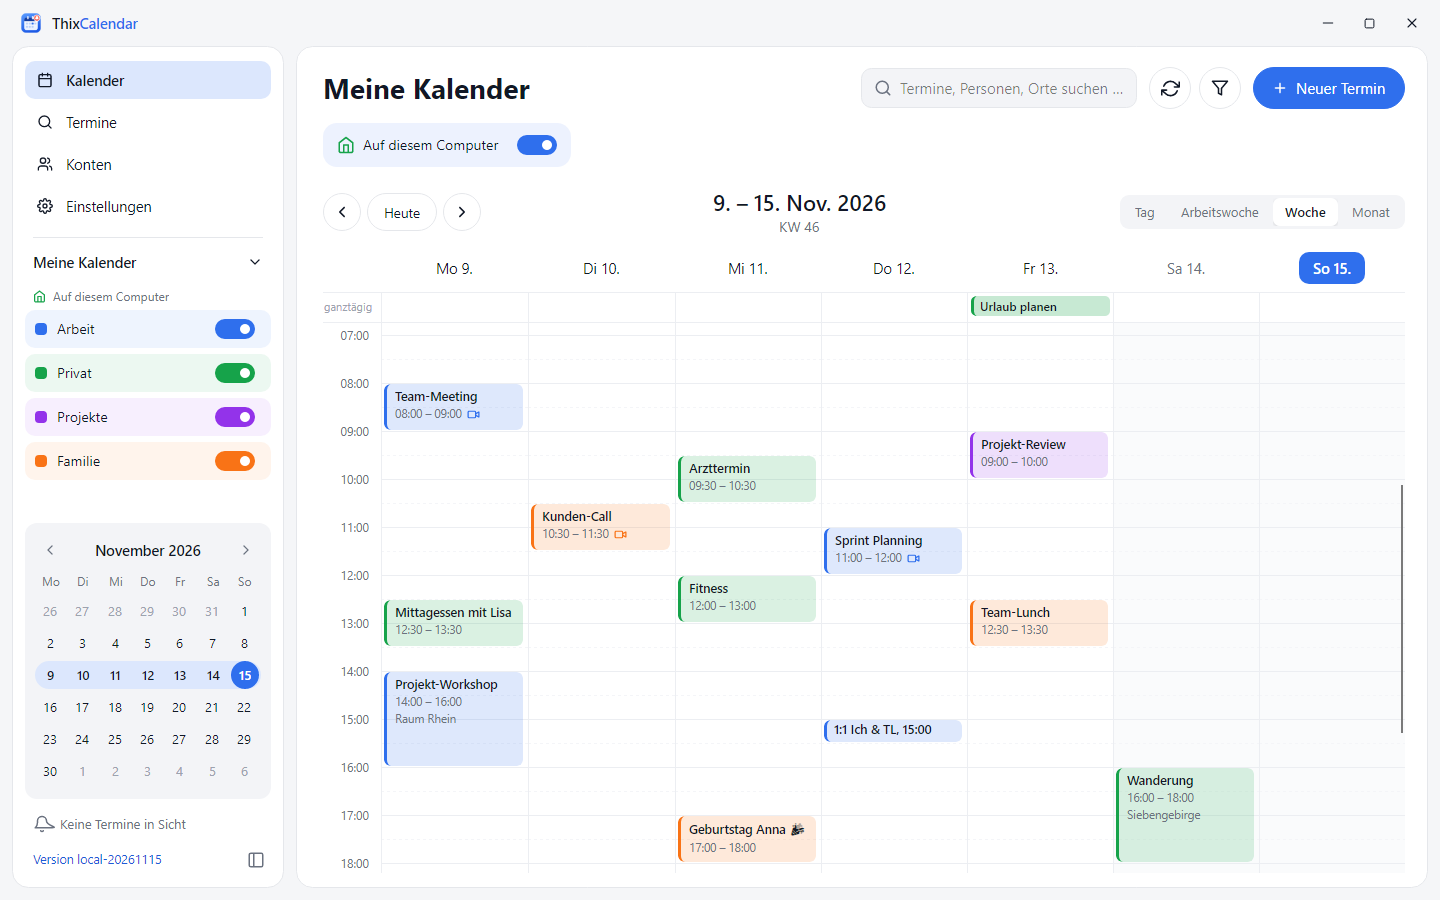 ThixCalendar
Kalender
Termine
Konten
Einstellungen
Meine Kalender
Auf diesem Computer
Arbeit
Privat
Projekte
Familie
November 2026
Mo Di Mi Do Fr Sa So
26 27 28 29 30 31 1
2 3 4 5 6 7 8
9 10 11 12 13 14 15
16 17 18 19 20 21 22
23 24 25 26 27 28 29
30 1 2 3 4 5 6
Keine Termine in Sicht
Version local-20261115
Meine Kalender
Termine, Personen, Orte suchen ...
Neuer Termin
Auf diesem Computer
Heute
9. – 15. Nov. 2026
KW 46
Tag Arbeitswoche Woche Monat
Mo 9. Di 10. Mi 11. Do 12. Fr 13. Sa 14. So 15.
ganztägig
Urlaub planen
07:00
08:00
Team-Meeting
08:00 – 09:00
09:00
Projekt-Review
09:00 – 10:00
Arzttermin
09:30 – 10:30
10:00
Kunden-Call
10:30 – 11:30
11:00
Sprint Planning
11:00 – 12:00
12:00
Fitness
12:00 – 13:00
Mittagessen mit Lisa
12:30 – 13:30
Team-Lunch
12:30 – 13:30
13:00
14:00
Projekt-Workshop
14:00 – 16:00
Raum Rhein
15:00
1:1 Ich & TL, 15:00
16:00
Wanderung
16:00 – 18:00
Siebengebirge
17:00
Geburtstag Anna 🎉
17:00 – 18:00
18:00